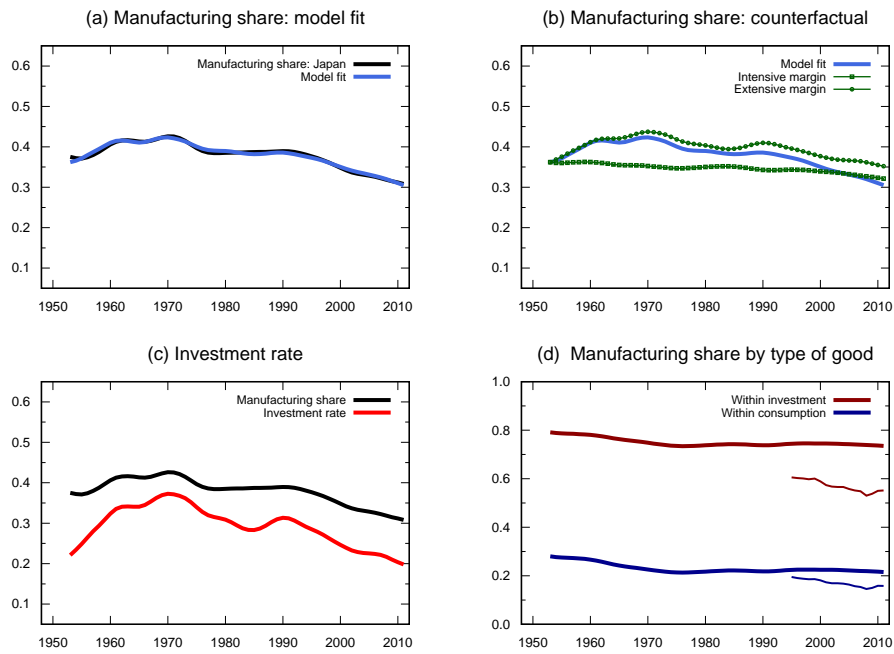 (a) Manufacturing share: model fit
0.6
0.5
0.4
0.3
0.2
0.1
1950 1960 1970 1980 1990 2000 2010
Manufacturing share: Japan
Model fit
(b) Manufacturing share: counterfactual
0.6
0.5
0.4
0.3
0.2
0.1
1950 1960 1970 1980 1990 2000 2010
Model fit
Intensive margin
Extensive margin
(c) Investment rate
0.6
0.5
0.4
0.3
0.2
0.1
1950 1960 1970 1980 1990 2000 2010
Manufacturing share
Investment rate
(d) Manufacturing share by type of good
1.0
0.8
0.6
0.4
0.2
0.0
1950 1960 1970 1980 1990 2000 2010
Within investment
Within consumption